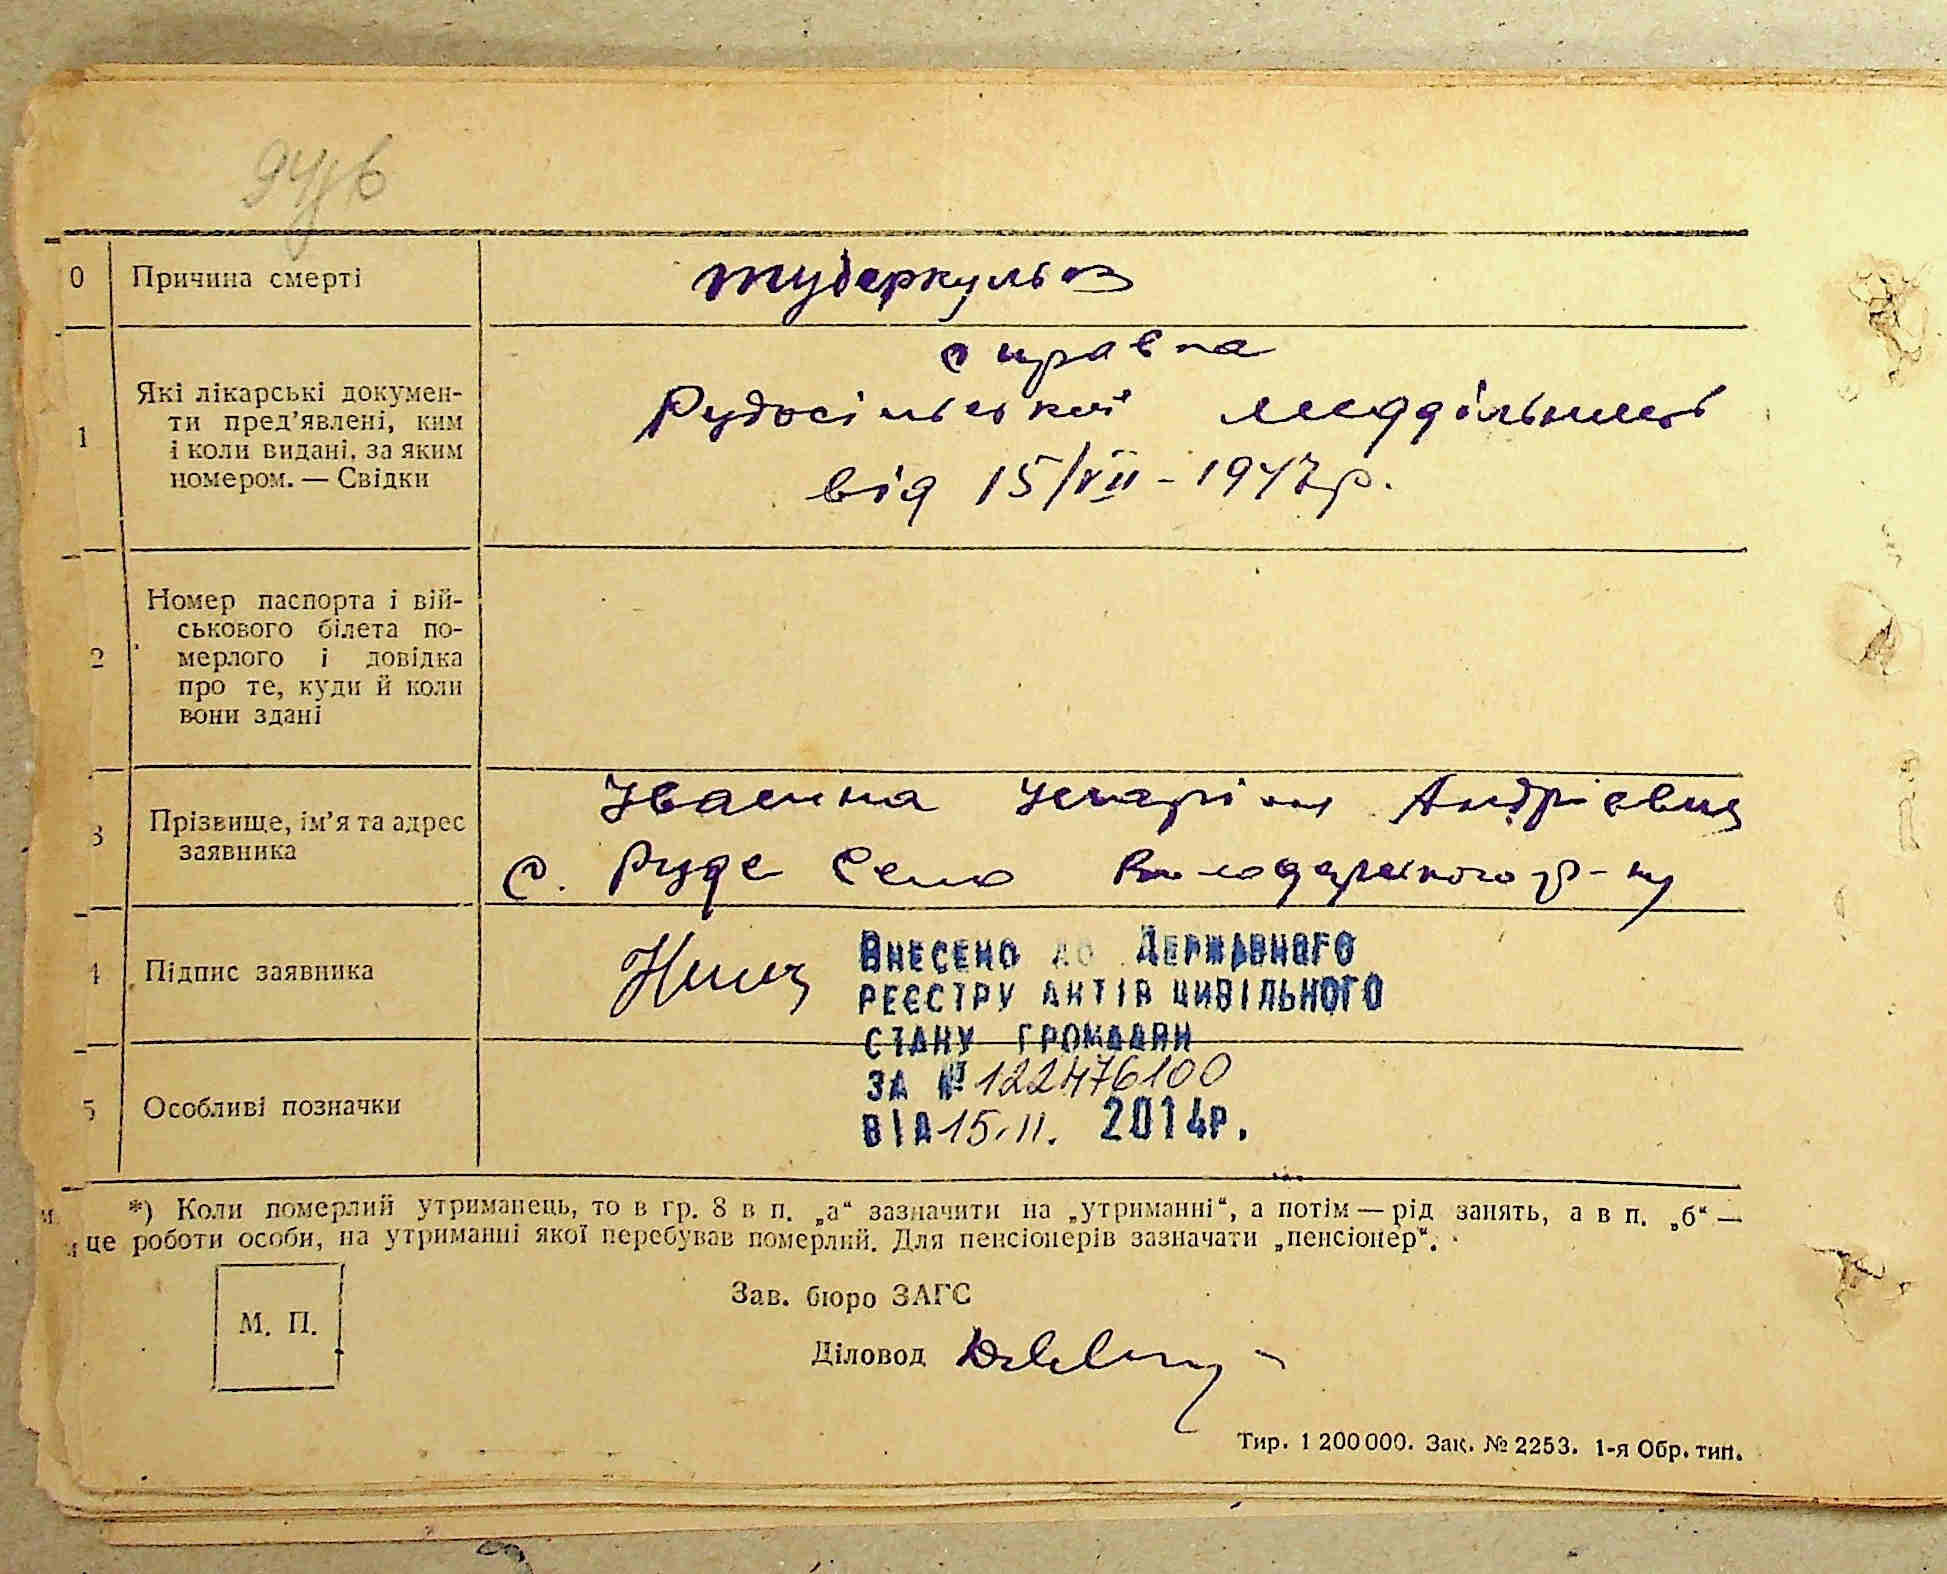 0 Причина смерті туберкульоз
справка
1 Які лікарські докумен-
ти пред’явлені, ким
і коли видані, за яким
номером. — Свідки
Рудосільської меддільниці
від 15/VII - 1947р.
2 Номер паспорта і вій-
ськового білета по-
мерлого і довідка
про те, куди й коли
вони здані
3 Прізвище, ім’я та адрес
заявника
Андрієвна
с. Руде Село Володарського р-ну
4 Підпис заявника
Внесено до Державного
реєстру актів цивільного
стану громадян
за № 122476100
від 15.11. 2014р.
5 Особливі позначки
*) Коли померлий утриманець, то в гр. 8 в п. „а“ зазначити на „утриманні“, а потім — рід занять, а в п. „б“ —
це роботи особи, на утриманні якої перебував померлий. Для пенсіонерів зазначати „пенсіонер“.
М. П.
Зав. бюро ЗАГС
Діловод
Тир. 1 200 000. Зак. № 2253. 1-я Обр. тип.